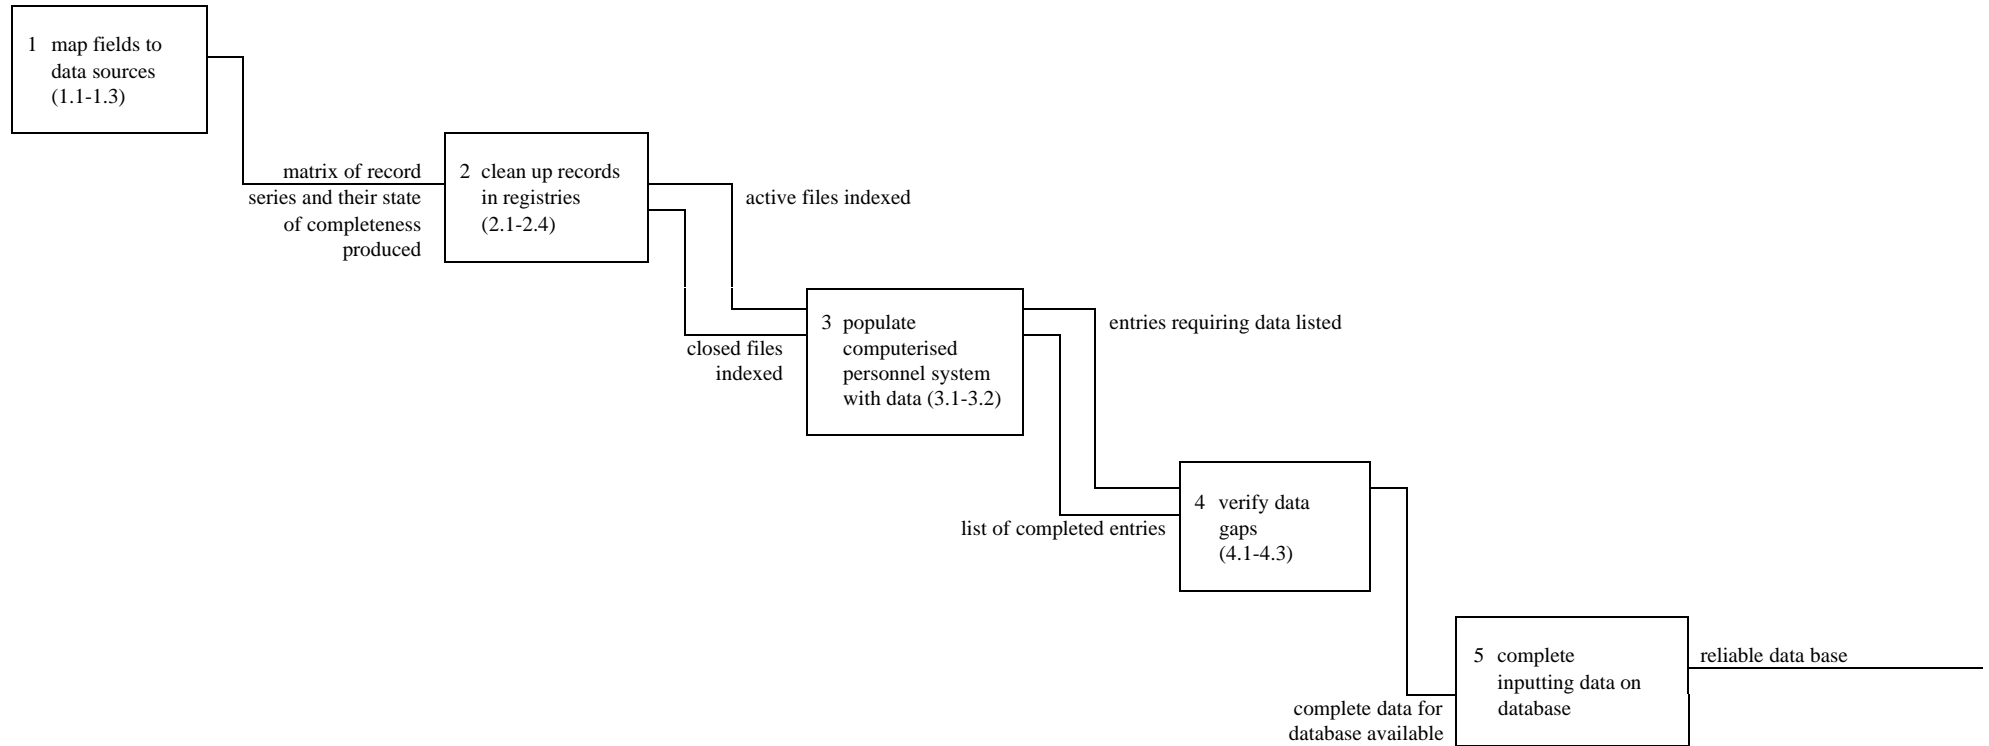 1 map fields to
data sources
(1.1-1.3)
matrix of record
series and their state
of completeness
produced
2 clean up records
in registries
(2.1-2.4)
active files indexed
closed files
indexed
3 populate
computerised
personnel system
with data (3.1-3.2)
entries requiring data listed
list of completed entries
4 verify data
gaps
(4.1-4.3)
complete data for
database available
5 complete
inputting data on
database
reliable data base